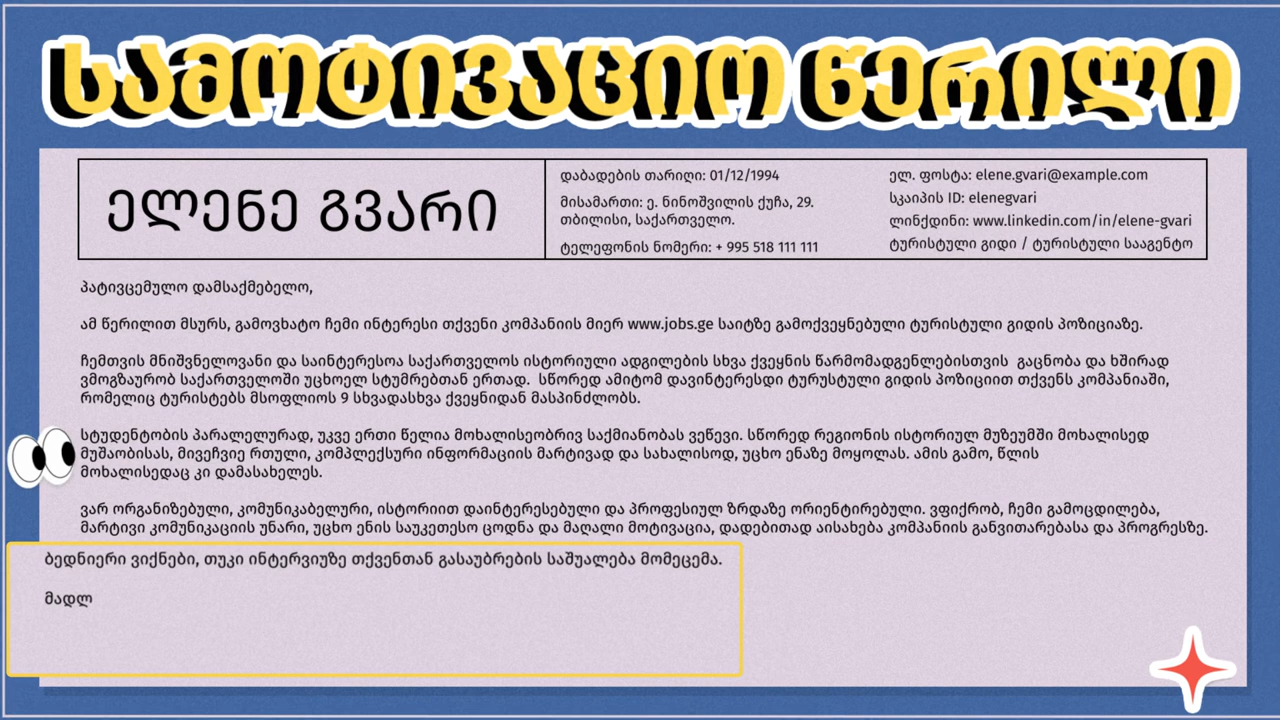 სამოტივაციო წერილი
ელენე გვარი
დაბადების თარიღი: 01/12/1994
მისამართი: ე. ნინოშვილის ქუჩა, 29.
თბილისი, საქართველო.
ტელეფონის ნომერი: + 995 518 111 111
ელ. ფოსტა: elene.gvari@example.com
სკაიპის ID: elenegvari
ლინქდინი: www.linkedin.com/in/elene-gvari
ტურისტული გიდი / ტურისტული სააგენტო
პატივცემულო დამსაქმებელო,
ამ წერილით მსურს, გამოვხატო ჩემი ინტერესი თქვენი კომპანიის მიერ www.jobs.ge საიტზე გამოქვეყნებული ტურისტული გიდის პოზიციაზე.
ჩემთვის მნიშვნელოვანი და საინტერესოა საქართველოს ისტორიული ადგილების სხვა ქვეყნის წარმომადგენლებისთვის გაცნობა და ხშირად
ვმოგზაურობ საქართველოში უცხოელ სტუმრებთან ერთად. სწორედ ამიტომ დავინტერესდი ტურუსტული გიდის პოზიციით თქვენს კომპანიაში,
რომელიც ტურისტებს მსოფლიოს 9 სხვადასხვა ქვეყნიდან მასპინძლობს.
სტუდენტობის პარალელურად, უკვე ერთი წელია მოხალისეობრივ საქმიანობას ვეწევი. სწორედ რეგიონის ისტორიულ მუზეუმში მოხალისედ
მუშაობისას, მივეჩვიე რთული, კომპლექსური ინფორმაციის მარტივად და სახალისოდ, უცხო ენაზე მოყოლას. ამის გამო, წლის
მოხალისედაც კი დამასახელეს.
ვარ ორგანიზებული, კომუნიკაბელური, ისტორიით დაინტერესებული და პროფესიულ ზრდაზე ორიენტირებული. ვფიქრობ, ჩემი გამოცდილება,
მარტივი კომუნიკაციის უნარი, უცხო ენის საუკეთესო ცოდნა და მაღალი მოტივაცია, დადებითად აისახება კომპანიის განვითარებასა და პროგრესზე.
ბედნიერი ვიქნები, თუკი ინტერვიუზე თქვენთან გასაუბრების საშუალება მომეცემა.
მადლ